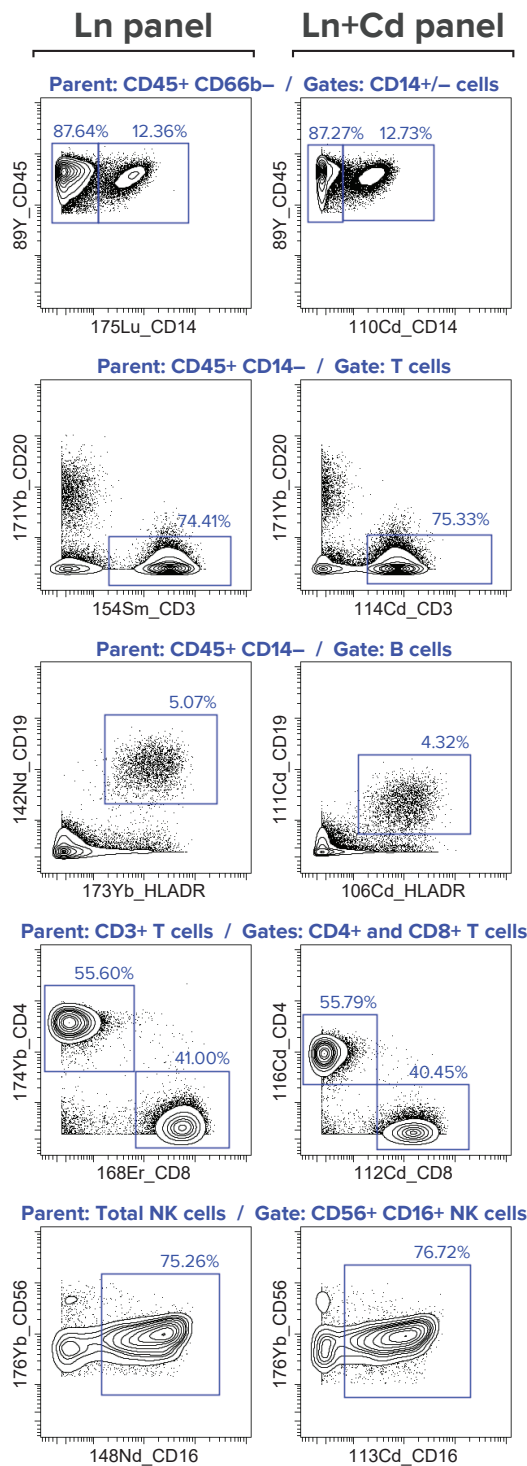 Ln panel
Ln+Cd panel
Parent: CD45+ CD66b– / Gates: CD14+/– cells
87.64%
12.36%
89Y_CD45
175Lu_CD14
87.27%
12.73%
89Y_CD45
110Cd_CD14
Parent: CD45+ CD14– / Gate: T cells
74.41%
171Yb_CD20
154Sm_CD3
75.33%
171Yb_CD20
114Cd_CD3
Parent: CD45+ CD14– / Gate: B cells
5.07%
142Nd_CD19
173Yb_HLADR
4.32%
111Cd_CD19
106Cd_HLADR
Parent: CD3+ T cells / Gates: CD4+ and CD8+ T cells
55.60%
41.00%
174Yb_CD4
168Er_CD8
55.79%
40.45%
116Cd_CD4
112Cd_CD8
Parent: Total NK cells / Gate: CD56+ CD16+ NK cells
75.26%
176Yb_CD56
148Nd_CD16
76.72%
176Yb_CD56
113Cd_CD16